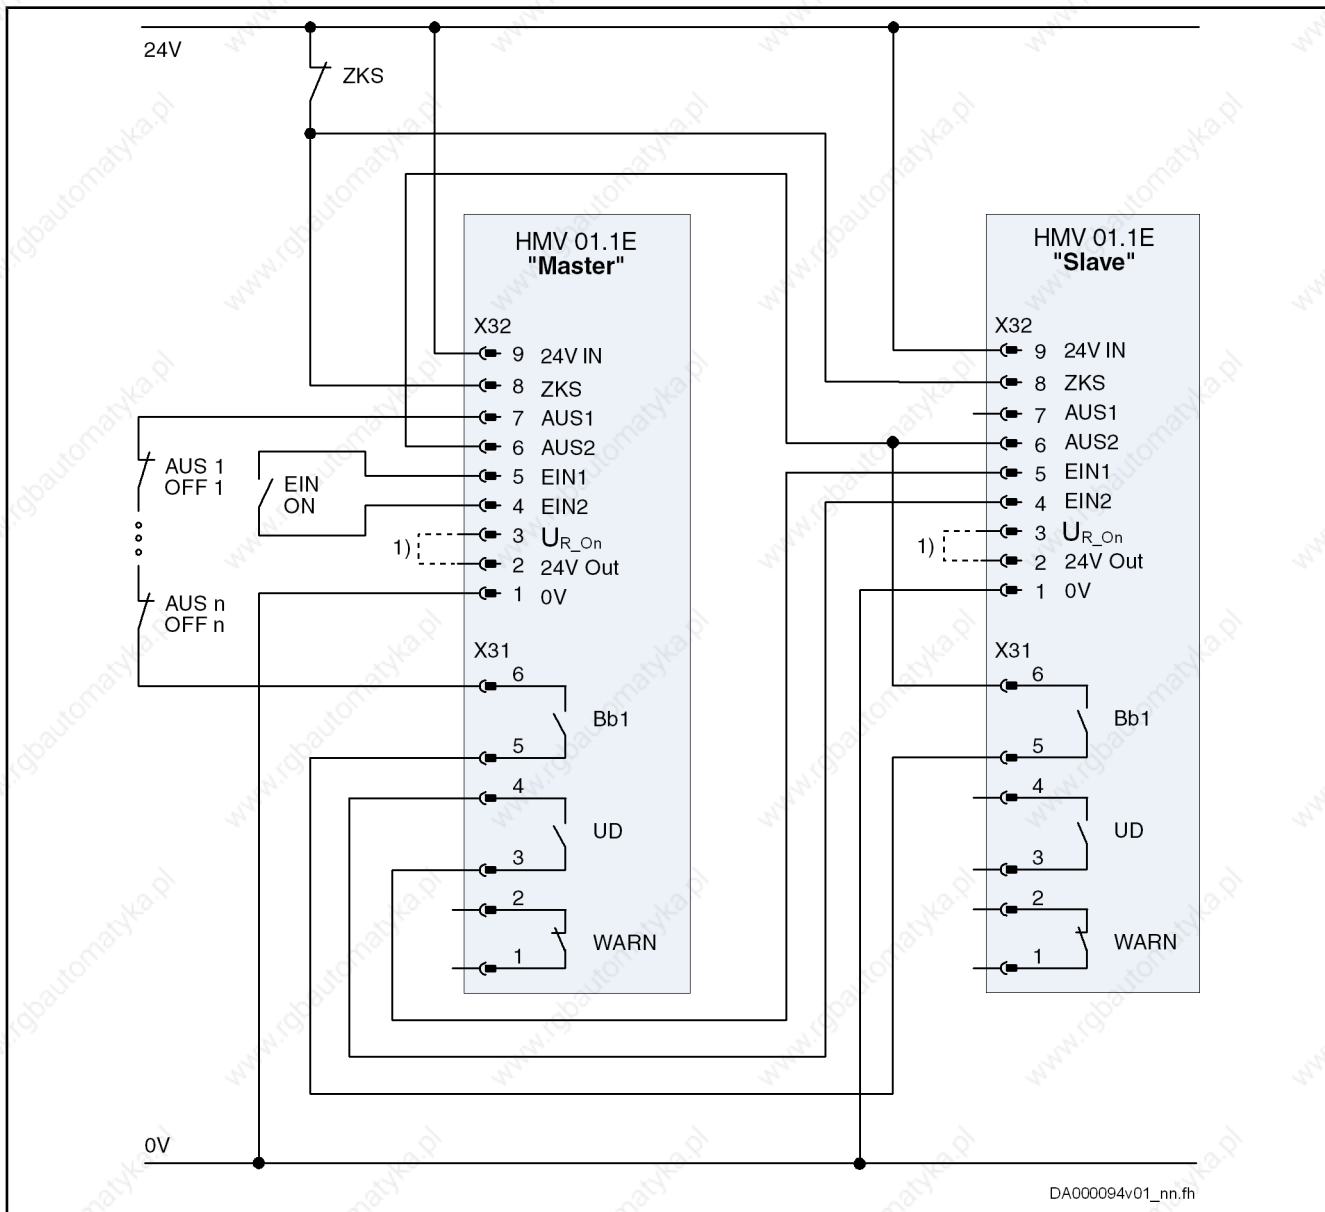 24V
ZKS
HMV 01.1E
"Master"
X32
9 24V IN
8 ZKS
7 AUS1
6 AUS2
5 EIN1
4 EIN2
3 UR_On
2 24V Out
1 0V
1)
AUS 1
OFF 1
EIN
ON
AUS n
OFF n
X31
6
Bb1
5
4
UD
3
2
WARN
1
HMV 01.1E
"Slave"
X32
9 24V IN
8 ZKS
7 AUS1
6 AUS2
5 EIN1
4 EIN2
3 UR_On
2 24V Out
1 0V
1)
X31
6
Bb1
5
4
UD
3
2
WARN
1
0V
DA000094v01_nn.fh
www.rgbautomatyka.pl